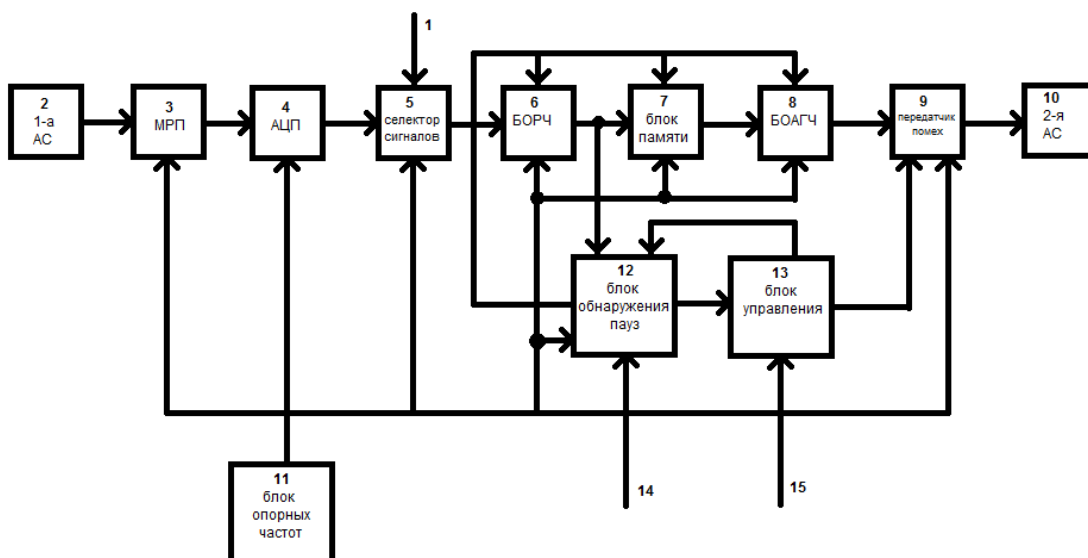 1
2
1-а
АС
3
МРП
4
АЦП
5
селектор
сигналов
6
БОРЧ
7
блок
памяти
8
БОАГЧ
9
передатчик
помех
10
2-я
АС
12
блок
обнаружения
пауз
13
блок
управления
11
блок
опорных
частот
14
15